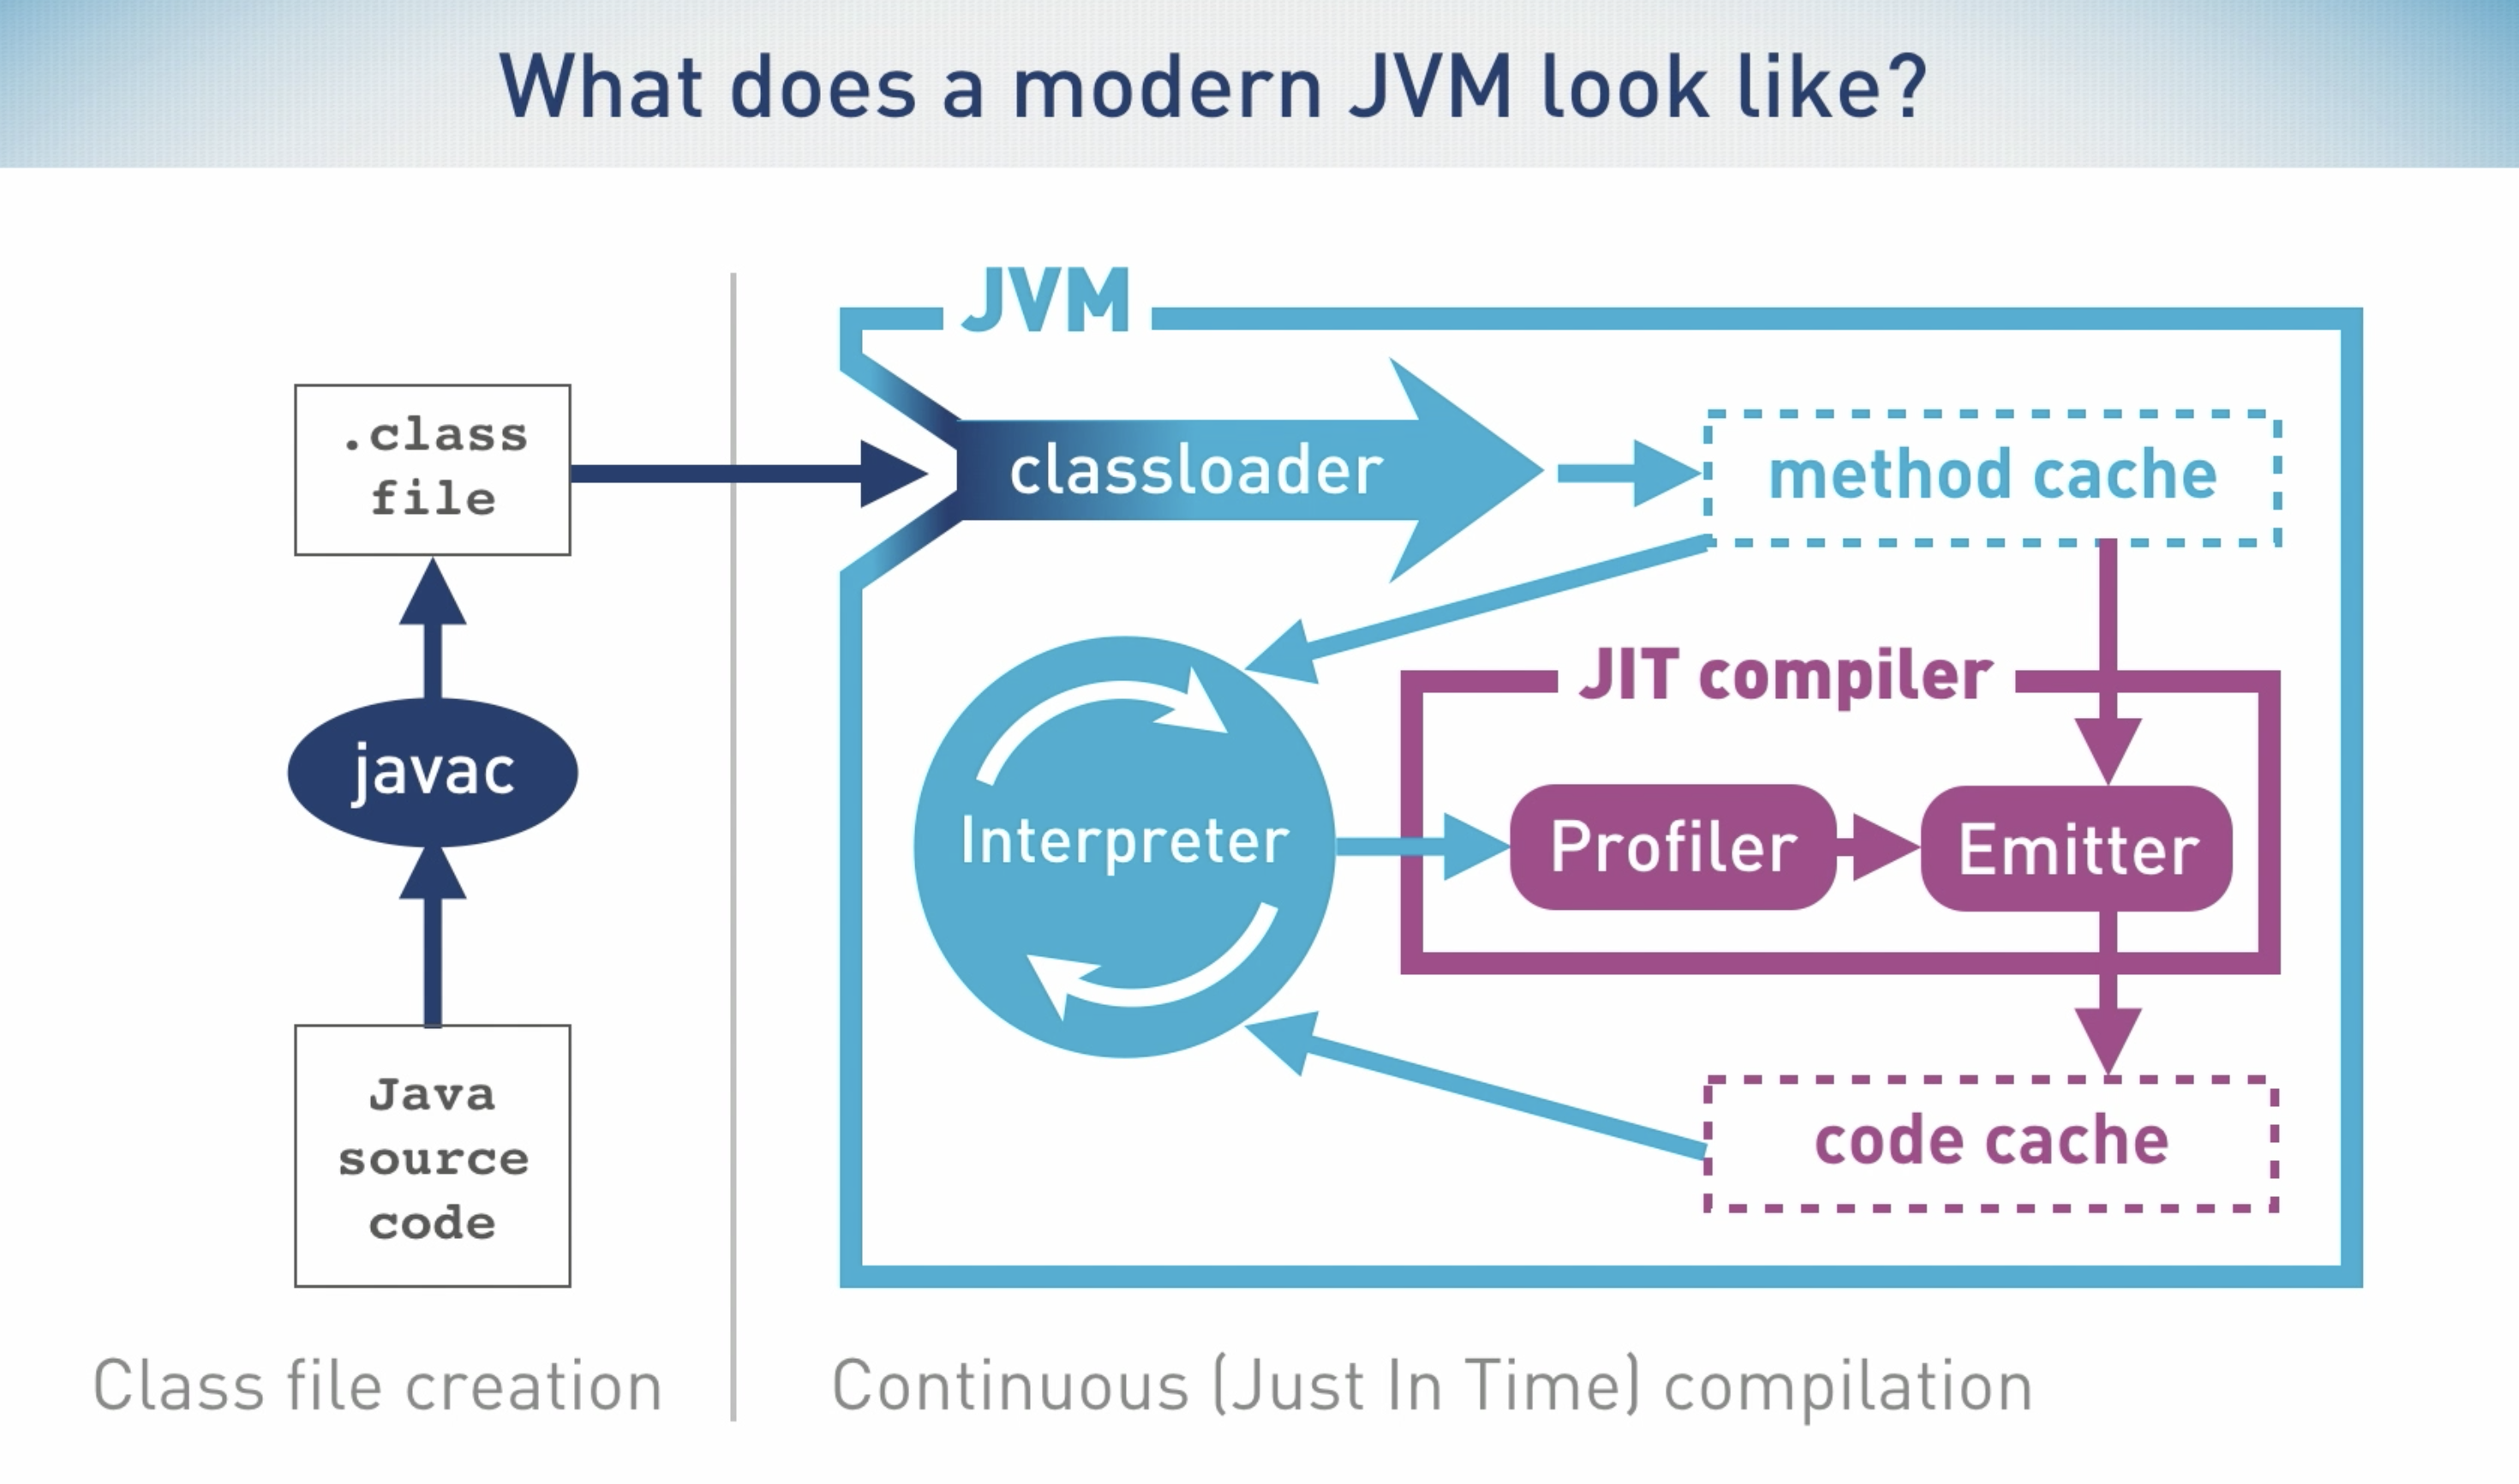 What does a modern JVM look like?
JVM
.class
file
classloader
method cache
JIT compiler
javac
Interpreter
Profiler
Emitter
Java
source
code
code cache
Class file creation
Continuous (Just In Time) compilation